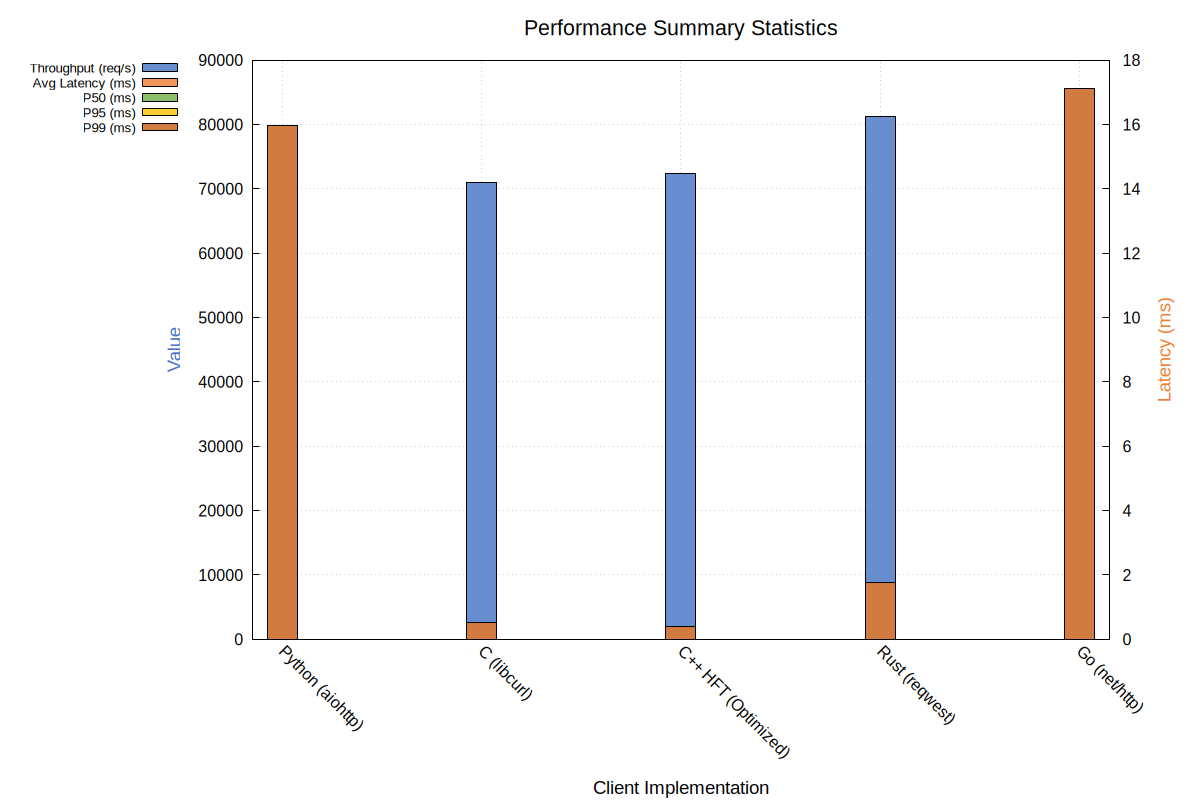 Performance Summary Statistics
Throughput (req/s)
Avg Latency (ms)
P50 (ms)
P95 (ms)
P99 (ms)
90000
80000
70000
60000
50000
40000
30000
20000
10000
0
Value
18
16
14
12
10
8
6
4
2
0
Latency (ms)
Python (aiohttp)
C (libcurl)
C++ HFT (Optimized)
Rust (reqwest)
Go (net/http)
Client Implementation